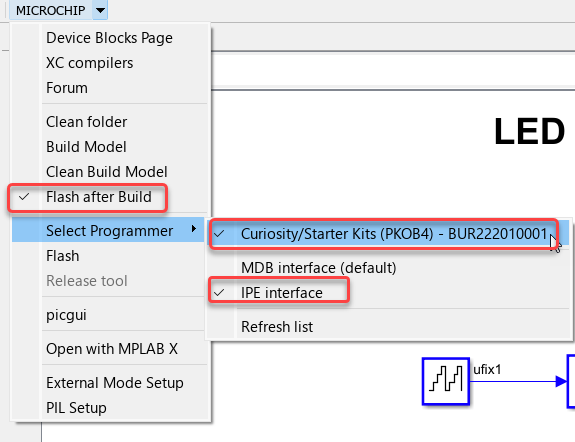 MICROCHIP
Device Blocks Page
XC compilers
Forum
Clean folder
Build Model
Clean Build Model
Flash after Build
Select Programmer
Flash
Release tool
picgui
Open with MPLAB X
External Mode Setup
PIL Setup
Curiosity/Starter Kits (PKOB4) - BUR222010001
MDB interface (default)
IPE interface
Refresh list
LED
ufix1